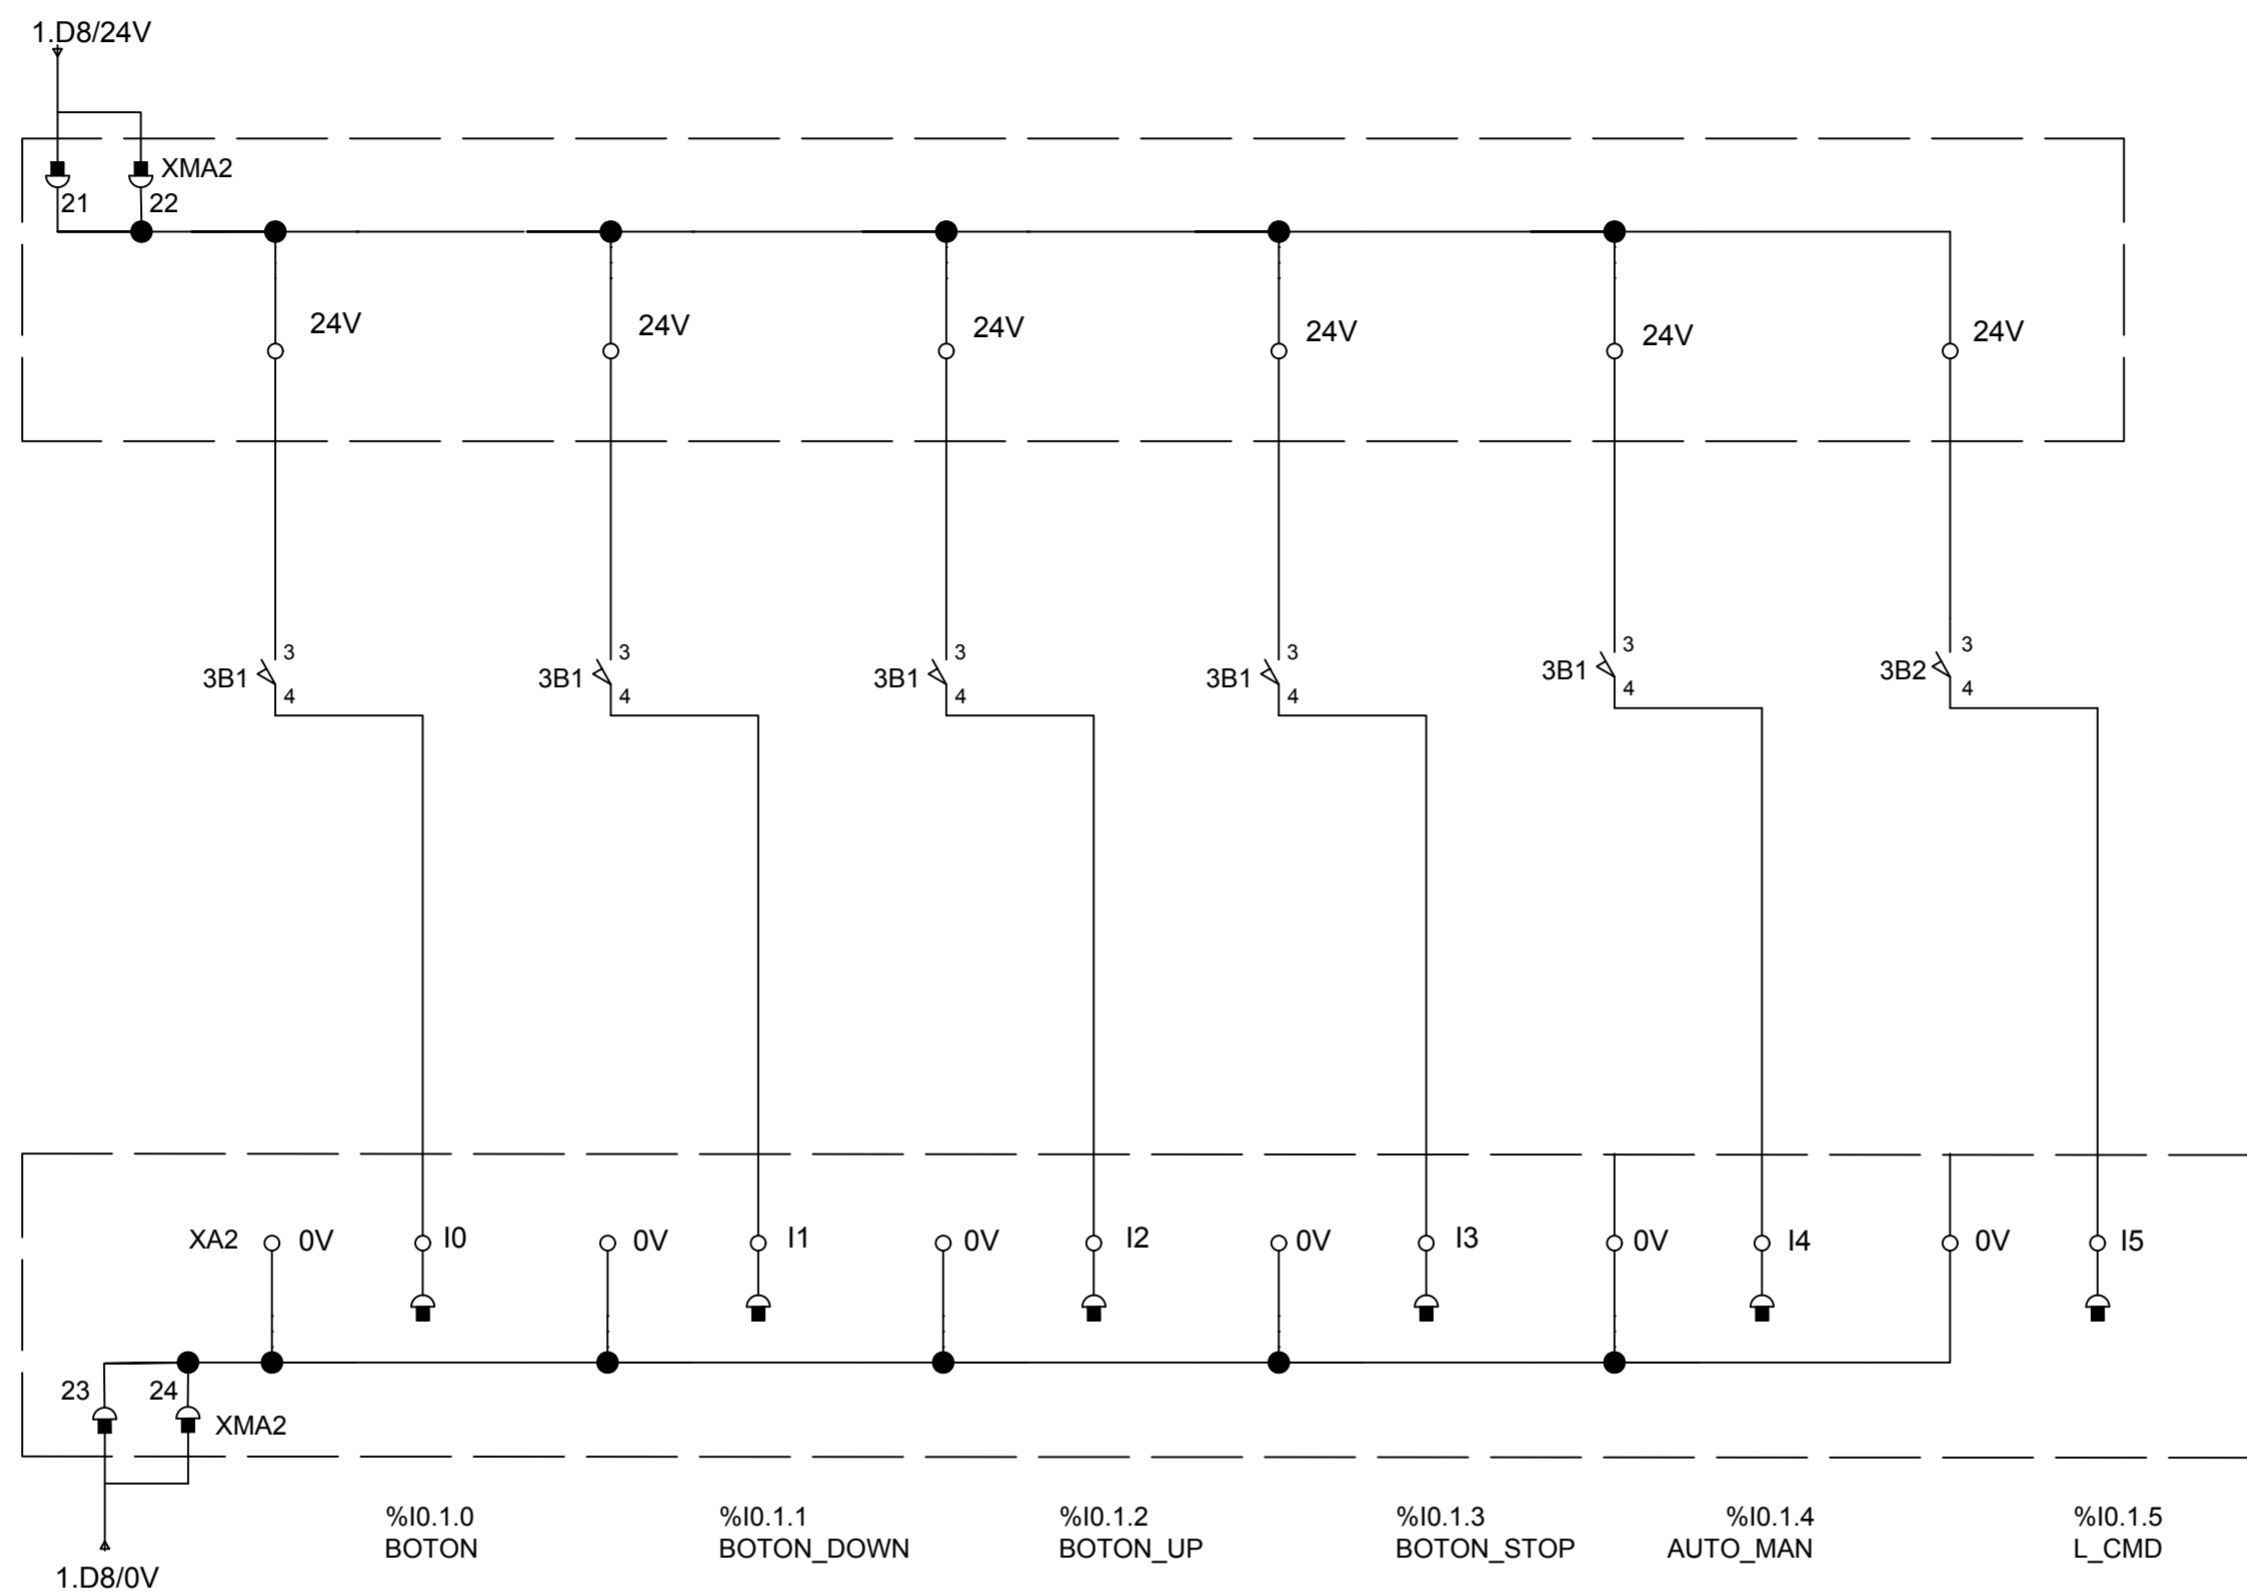 1.D8/24V
XMA2
21
22
24V
24V
24V
24V
24V
24V
3B1
3
4
3B1
3
4
3B1
3
4
3B1
3
4
3B1
3
4
3B2
3
4
XA2
0V
I0
0V
I1
0V
I2
0V
I3
0V
I4
0V
I5
23
24
XMA2
%I0.1.0
BOTON
%I0.1.1
BOTON_DOWN
%I0.1.2
BOTON_UP
%I0.1.3
BOTON_STOP
%I0.1.4
AUTO_MAN
%I0.1.5
L_CMD
1.D8/0V